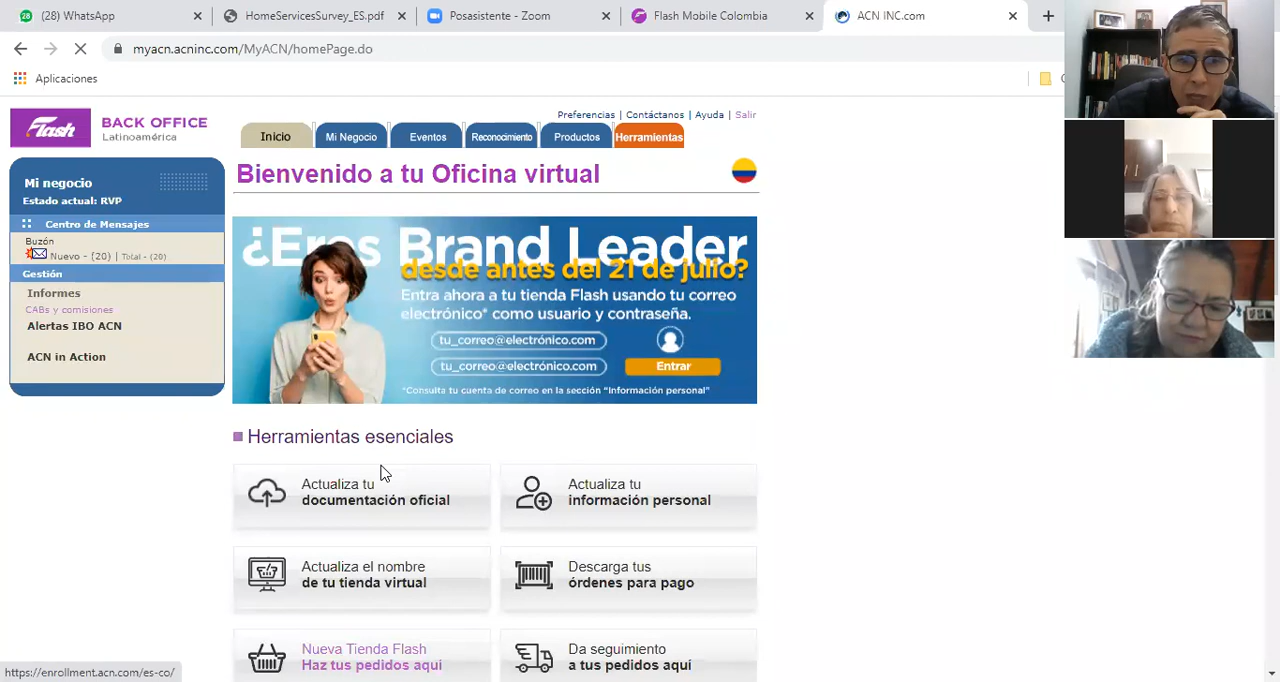 (28) WhatsApp
HomeServicesSurvey_ES.pdf
Posasistente - Zoom
Flash Mobile Colombia
ACN INC.com
myacn.acninc.com/MyACN/homePage.do
Aplicaciones
Flash
BACK OFFICE
Latinoamérica
Preferencias | Contáctanos | Ayuda | Salir
Inicio
Mi Negocio
Eventos
Reconocimiento
Productos
Herramientas
Bienvenido a tu Oficina virtual
Mi negocio
Estado actual: RVP
Centro de Mensajes
Buzón
Nuevo - (20) | Total - (20)
Gestión
Informes
CABs y comisiones
Alertas IBO ACN
ACN in Action
¿Eres Brand Leader
desde antes del 21 de julio?
Entra ahora a tu tienda Flash usando tu correo
electrónico* como usuario y contraseña.
tu_correo@electrónico.com
tu_correo@electrónico.com
Entrar
*Consulta tu cuenta de correo en la sección "Información personal"
Herramientas esenciales
Actualiza tu
documentación oficial
Actualiza tu
información personal
Actualiza el nombre
de tu tienda virtual
Descarga tus
órdenes para pago
Nueva Tienda Flash
Haz tus pedidos aquí
Da seguimiento
a tus pedidos aquí
https://enrollment.acn.com/es-co/